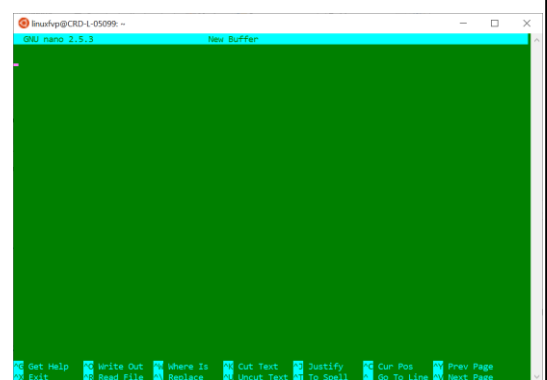 linuxfvp@CRD-L-05099: ~
GNU nano 2.5.3 New Buffer
^G Get Help ^O Write Out ^W Where Is ^K Cut Text ^J Justify ^C Cur Pos ^Y Prev Page
^X Exit ^R Read File ^\ Replace ^U Uncut Text ^T To Spell ^_ Go To Line ^V Next Page